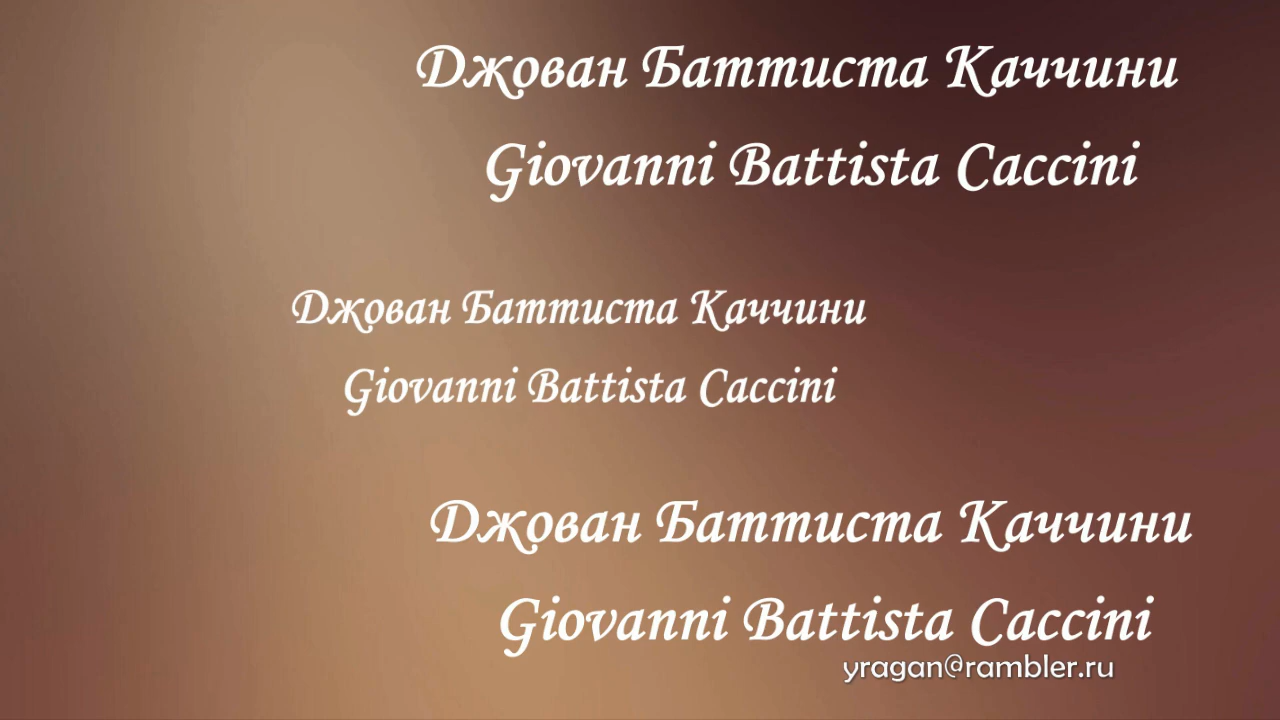 Джован Баттиста Каччини
Giovanni Battista Caccini
Джован Баттиста Каччини
Giovanni Battista Caccini
Джован Баттиста Каччини
Giovanni Battista Caccini
yragan@rambler.ru